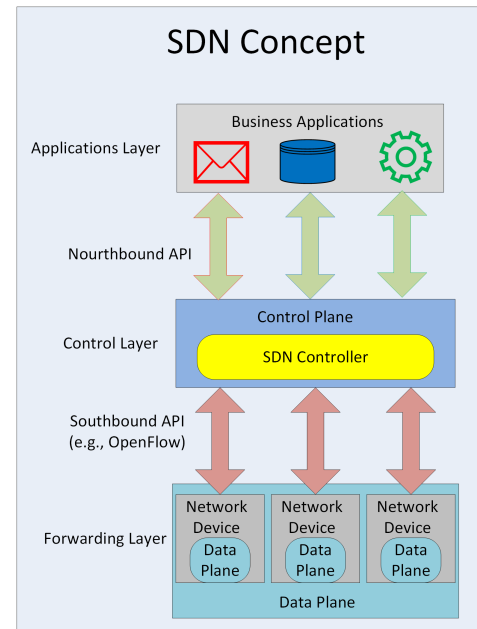 SDN Concept
Business Applications
Applications Layer
Nourthbound API
Control Plane
Control Layer
SDN Controller
Southbound API
(e.g., OpenFlow)
Network
Device
Data
Plane
Network
Device
Data
Plane
Network
Device
Data
Plane
Forwarding Layer
Data Plane